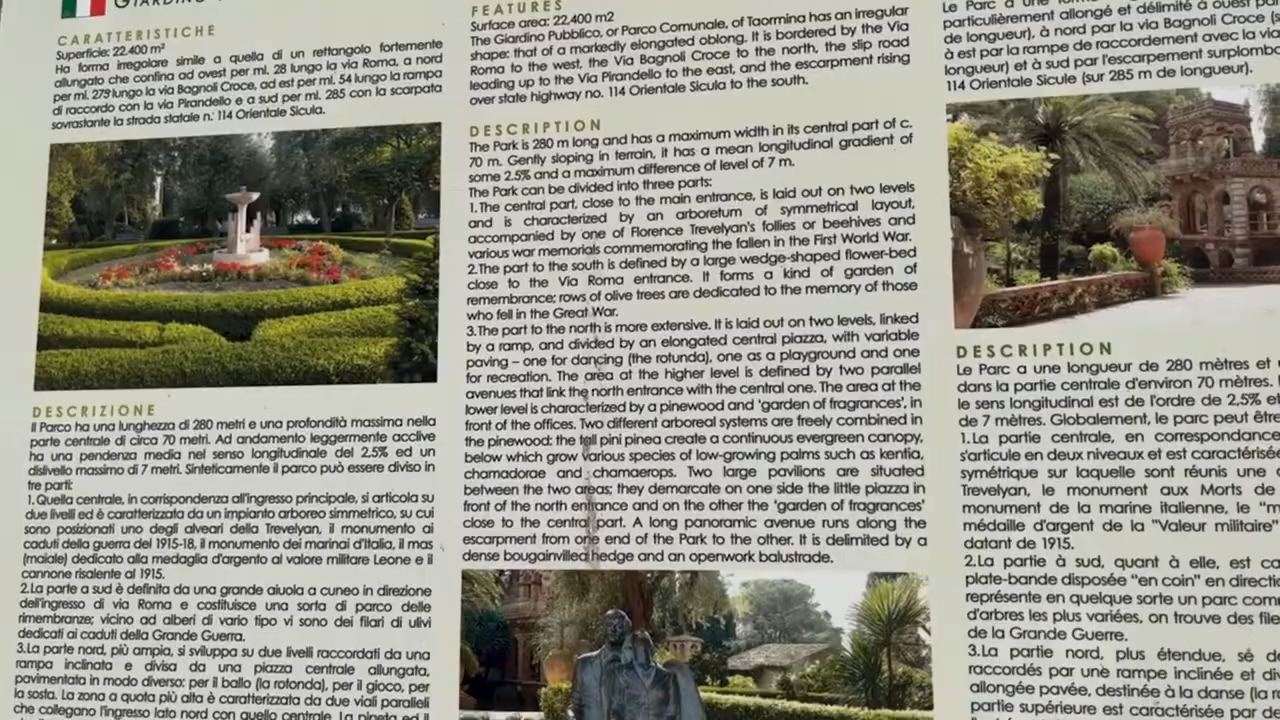 GIARDINO
CARATTERISTICHE
Superficie: 22.400 m²
Ha forma irregolare simile a quella di un rettangolo fortemente
allungato che confina ad ovest per ml. 28 lungo la via Roma, a nord
per ml. 279 lungo la via Bagnoli Croce, ad est per ml. 54 lungo la rampa
di raccordo con la via Pirandello e a sud per ml. 285 con la scarpata
sovrastante la strada statale n. 114 Orientale Sicula.
DESCRIZIONE
Il Parco ha una lunghezza di 280 metri e una profondità massima nella
parte centrale di circa 70 metri. Ad andamento leggermente acclive
ha una pendenza media nel senso longitudinale del 2,5% ed un
dislivello massimo di 7 metri. Sinteticamente il parco può essere diviso in
tre parti:
1. Quella centrale, in corrispondenza all'ingresso principale, si articola su
due livelli ed è caratterizzata da un impianto arboreo simmetrico, su cui
sono posizionati uno degli alveari della Trevelyan, il monumento ai
caduti della guerra del 1915-18, il monumento dei marinai d'Italia, il mas
(maiale) dedicato alla medaglia d'argento al valore militare Leone e il
cannone risalente al 1915.
2.La parte a sud è definita da una grande aiuola a cuneo in direzione
dell'ingresso di via Roma e costituisce una sorta di parco delle
rimembranze; vicino ad alberi di vario tipo vi sono dei filari di ulivi
dedicati ai caduti della Grande Guerra.
3.La parte nord, più ampia, si sviluppa su due livelli raccordati da una
rampa inclinata e divisa da una piazza centrale allungata,
pavimentata in modo diverso: per il ballo (la rotonda), per il gioco, per
la sosta. La zona a quota più alta è caratterizzata da due viali paralleli
che collegano l'ingresso lato nord con quello centrale. La pineta ed il
FEATURES
Surface area: 22,400 m2
The Giardino Pubblico, or Parco Comunale, of Taormina has an irregular
shape: that of a markedly elongated oblong. It is bordered by the Via
Roma to the west, the Via Bagnoli Croce to the north, the slip road
leading up to the Via Pirandello to the east, and the escarpment rising
over state highway no. 114 Orientale Sicula to the south.
DESCRIPTION
The Park is 280 m long and has a maximum width in its central part of c.
70 m. Gently sloping in terrain, it has a mean longitudinal gradient of
some 2.5% and a maximum difference of level of 7 m.
The Park can be divided into three parts:
1.The central part, close to the main entrance, is laid out on two levels
and is characterized by an arboretum of symmetrical layout,
accompanied by one of Florence Trevelyan's follies or beehives and
various war memorials commemorating the fallen in the First World War.
2.The part to the south is defined by a large wedge-shaped flower-bed
close to the Via Roma entrance. It forms a kind of garden of
remembrance; rows of olive trees are dedicated to the memory of those
who fell in the Great War.
3.The part to the north is more extensive. It is laid out on two levels, linked
by a ramp, and divided by an elongated central piazza, with variable
paving – one for dancing (the rotunda), one as a playground and one
for recreation. The area at the higher level is defined by two parallel
avenues that link the north entrance with the central one. The area at the
lower level is characterized by a pinewood and 'garden of fragrances', in
front of the offices. Two different arboreal systems are freely combined in
the pinewood: the tall pini pinea create a continuous evergreen canopy,
below which grow various species of low-growing palms such as kentia,
chamadorae and chamaerops. Two large pavilions are situated
between the two areas; they demarcate on one side the little piazza in
front of the north entrance and on the other the 'garden of fragrances'
close to the central part. A long panoramic avenue runs along the
escarpment from one end of the Park to the other. It is delimited by a
dense bougainvillea hedge and an openwork balustrade.
Le Parc a une
particulièrement allongé et délimité à ouest par
de longueur), à nord par la via Bagnoli Croce
à est par la rampe de raccordement avec la via
longueur) et à sud par l'escarpement surplomba
114 Orientale Sicule (sur 285 m de longueur).
DESCRIPTION
Le Parc a une longueur de 280 mètres et
dans la partie centrale d'environ 70 mètres.
le sens longitudinal est de l'ordre de 2,5% et
de 7 mètres. Globalement, le parc peut être
1.La partie centrale, en correspondance
s'articule en deux niveaux et est caractérisée
symétrique sur laquelle sont réunis une
Trevelyan, le monument aux Morts de
monument de la marine italienne, le "m
médaille d'argent de la "Valeur militaire"
datant de 1915.
2.La partie à sud, quant à elle, est ca
plate-bande disposée "en coin" en directi
représente en quelque sorte un parc com
d'arbres les plus variées, on trouve des file
de la Grande Guerre.
3.La partie nord, plus étendue, sé de
raccordés par une rampe inclinée et div
allongée pavée, destinée à la danse (la r
partie supérieure est caractérisée par de